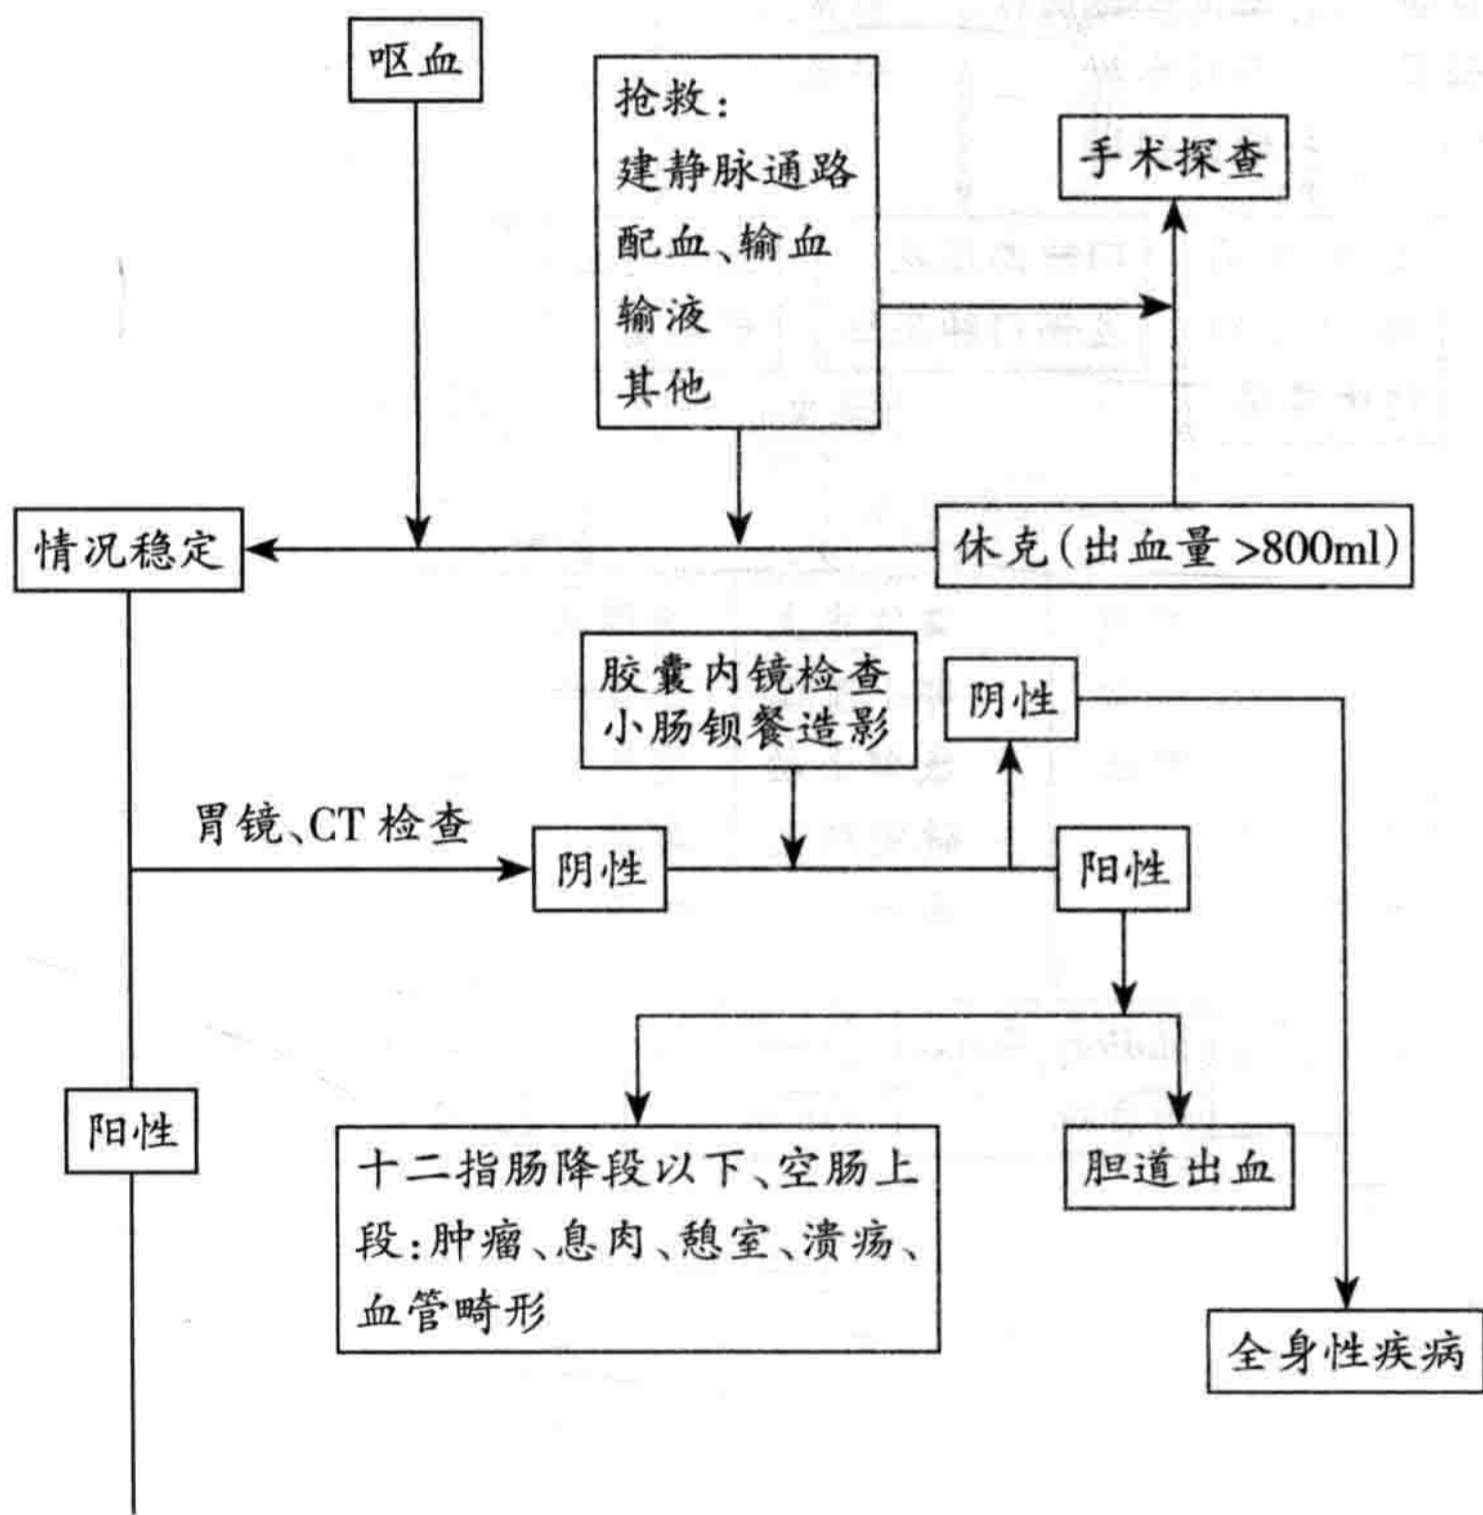 呕血
抢救：
建静脉通路
配血、输血
输液
其他
手术探查
情况稳定
休克(出血量>800ml)
胶囊内镜检查
小肠钡餐造影
阴性
胃镜、CT检查
阴性
阳性
阳性
十二指肠降段以下、空肠上
段：肿瘤、息肉、憩室、溃疡、
血管畸形
胆道出血
全身性疾病